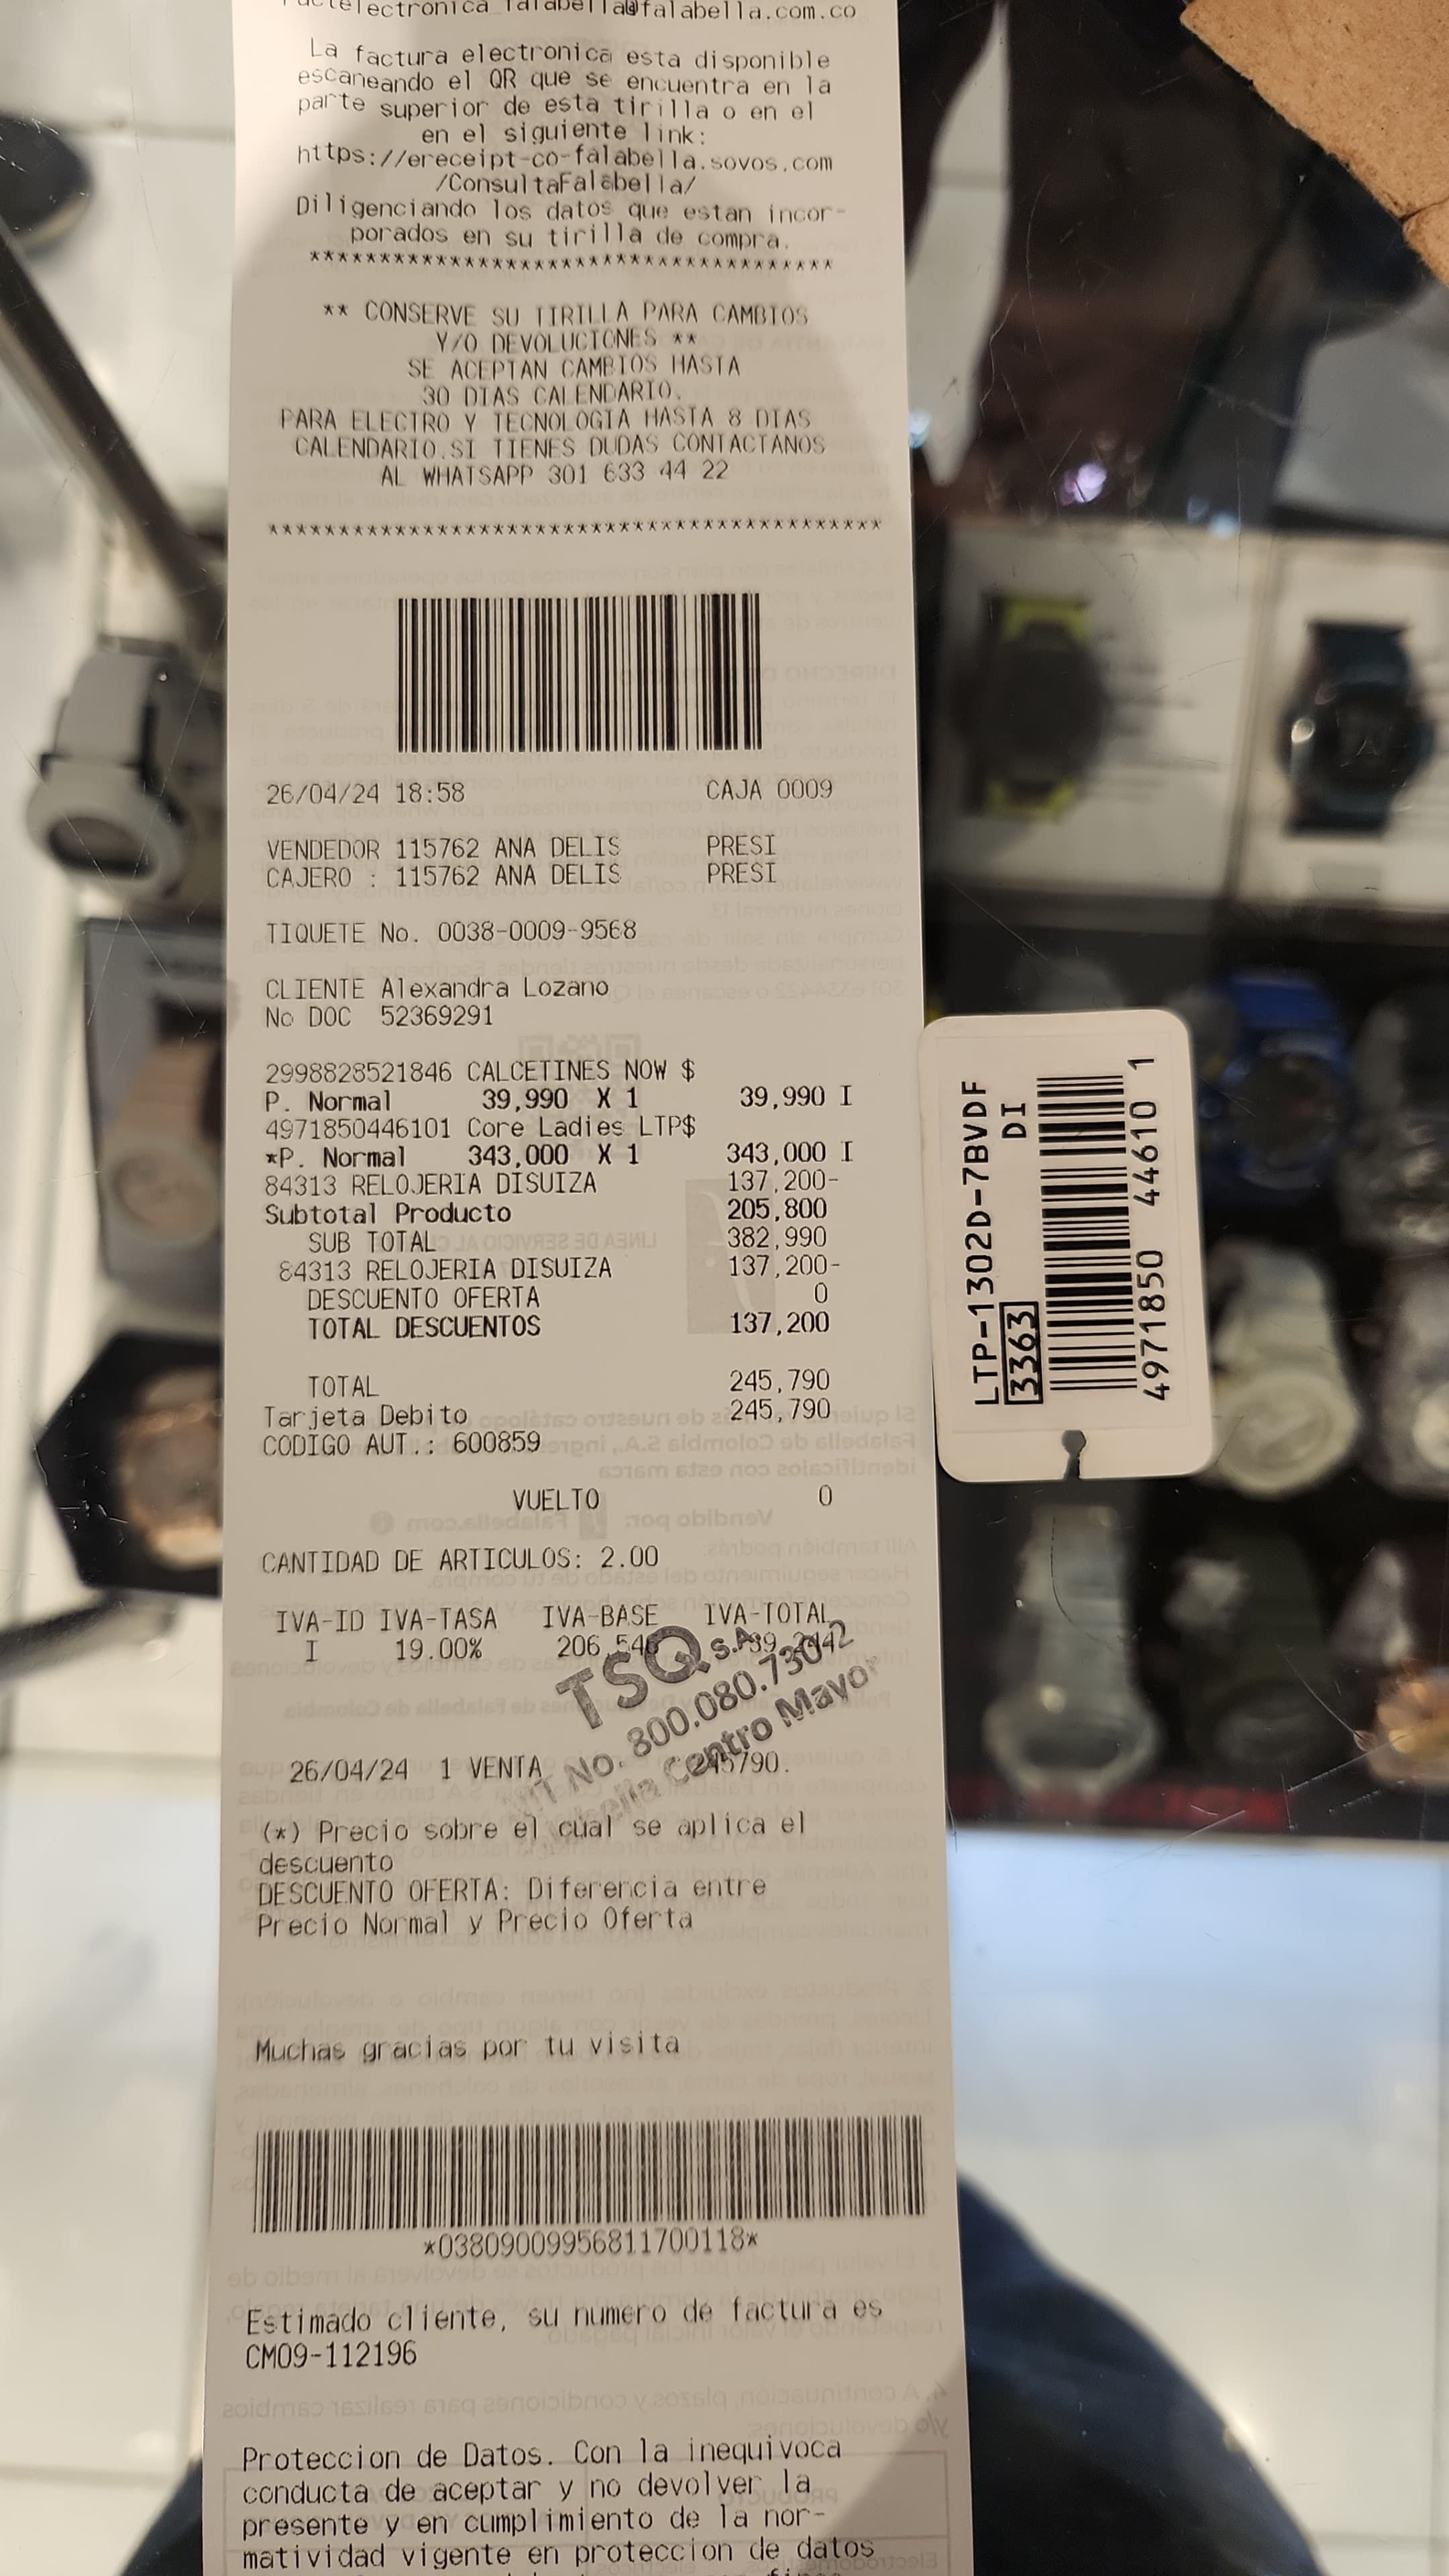 factelectronica falabella@falabella.com.co
La factura electronica esta disponible
escaneando el QR que se encuentra en la
parte superior de esta tirilla o en el
en el siguiente link:
https://ereceipt-co-falabella.sovos.com
/ConsultaFalabella/
Diligenciando los datos que estan incor-
porados en su tirilla de compra.
** CONSERVE SU TIRILLA PARA CAMBIOS
Y/O DEVOLUCIONES **
SE ACEPTAN CAMBIOS HASTA
30 DIAS CALENDARIO.
PARA ELECTRO Y TECNOLOGIA HASTA 8 DIAS
CALENDARIO.SI TIENES DUDAS CONTACTANOS
AL WHATSAPP 301 633 44 22
26/04/24 18:58 CAJA 0009
VENDEDOR 115762 ANA DELIS PRESI
CAJERO : 115762 ANA DELIS PRESI
TIQUETE No. 0038-0009-9568
CLIENTE Alexandra Lozano
No DOC 52369291
2998828521846 CALCETINES NOW $
P. Normal 39,990 X 1 39,990 I
4971850446101 Core Ladies LTP$
*P. Normal 343,000 X 1 343,000 I
84313 RELOJERIA DISUIZA 137,200-
Subtotal Producto 205,800
SUB TOTAL 382,990
84313 RELOJERIA DISUIZA 137,200-
DESCUENTO OFERTA 0
TOTAL DESCUENTOS 137,200
TOTAL 245,790
Tarjeta Debito 245,790
CODIGO AUT.: 600859
VUELTO 0
CANTIDAD DE ARTICULOS: 2.00
IVA-ID IVA-TASA IVA-BASE IVA-TOTAL
I 19.00%
TSQ S.A.
No. 800.080.730-2
Centro Mayor
26/04/24 1 VENTA 245790.
(*) Precio sobre el cual se aplica el
descuento
DESCUENTO OFERTA: Diferencia entre
Precio Normal y Precio Oferta
Muchas gracias por tu visita
*03809009956811700118*
Estimado cliente, su numero de factura es
CM09-112196
Proteccion de Datos. Con la inequivoca
conducta de aceptar y no devolver la
presente y en cumplimiento de la nor-
matividad vigente en proteccion de datos
LTP-1302D-7BVDF
DI
3363
4971850 44610 1